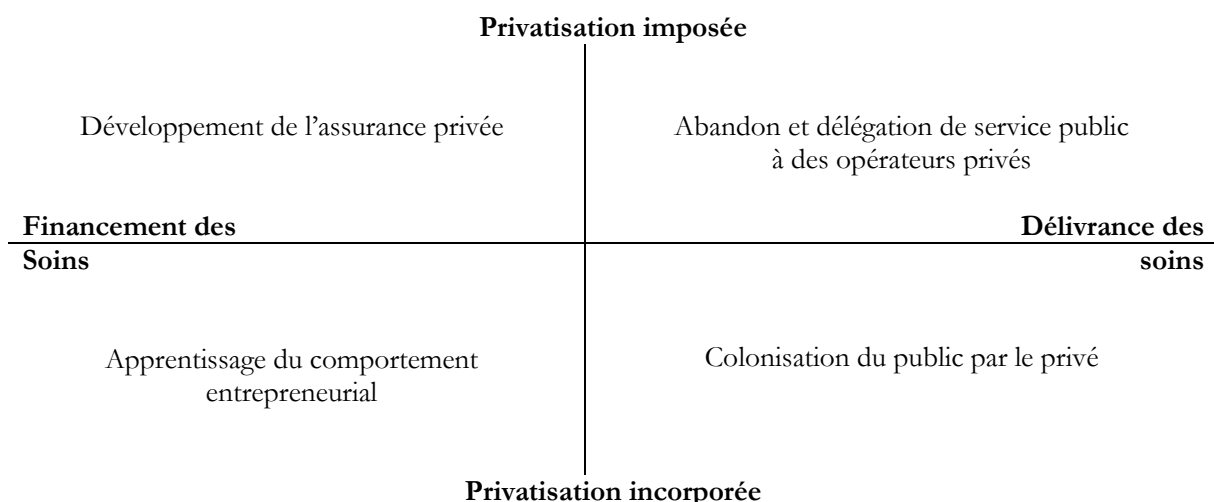 Privatisation imposée
Développement de l'assurance privée
Abandon et délégation de service public
à des opérateurs privés
Financement des
Soins
Délivrance des
soins
Apprentissage du comportement
entrepreneurial
Colonisation du public par le privé
Privatisation incorporée